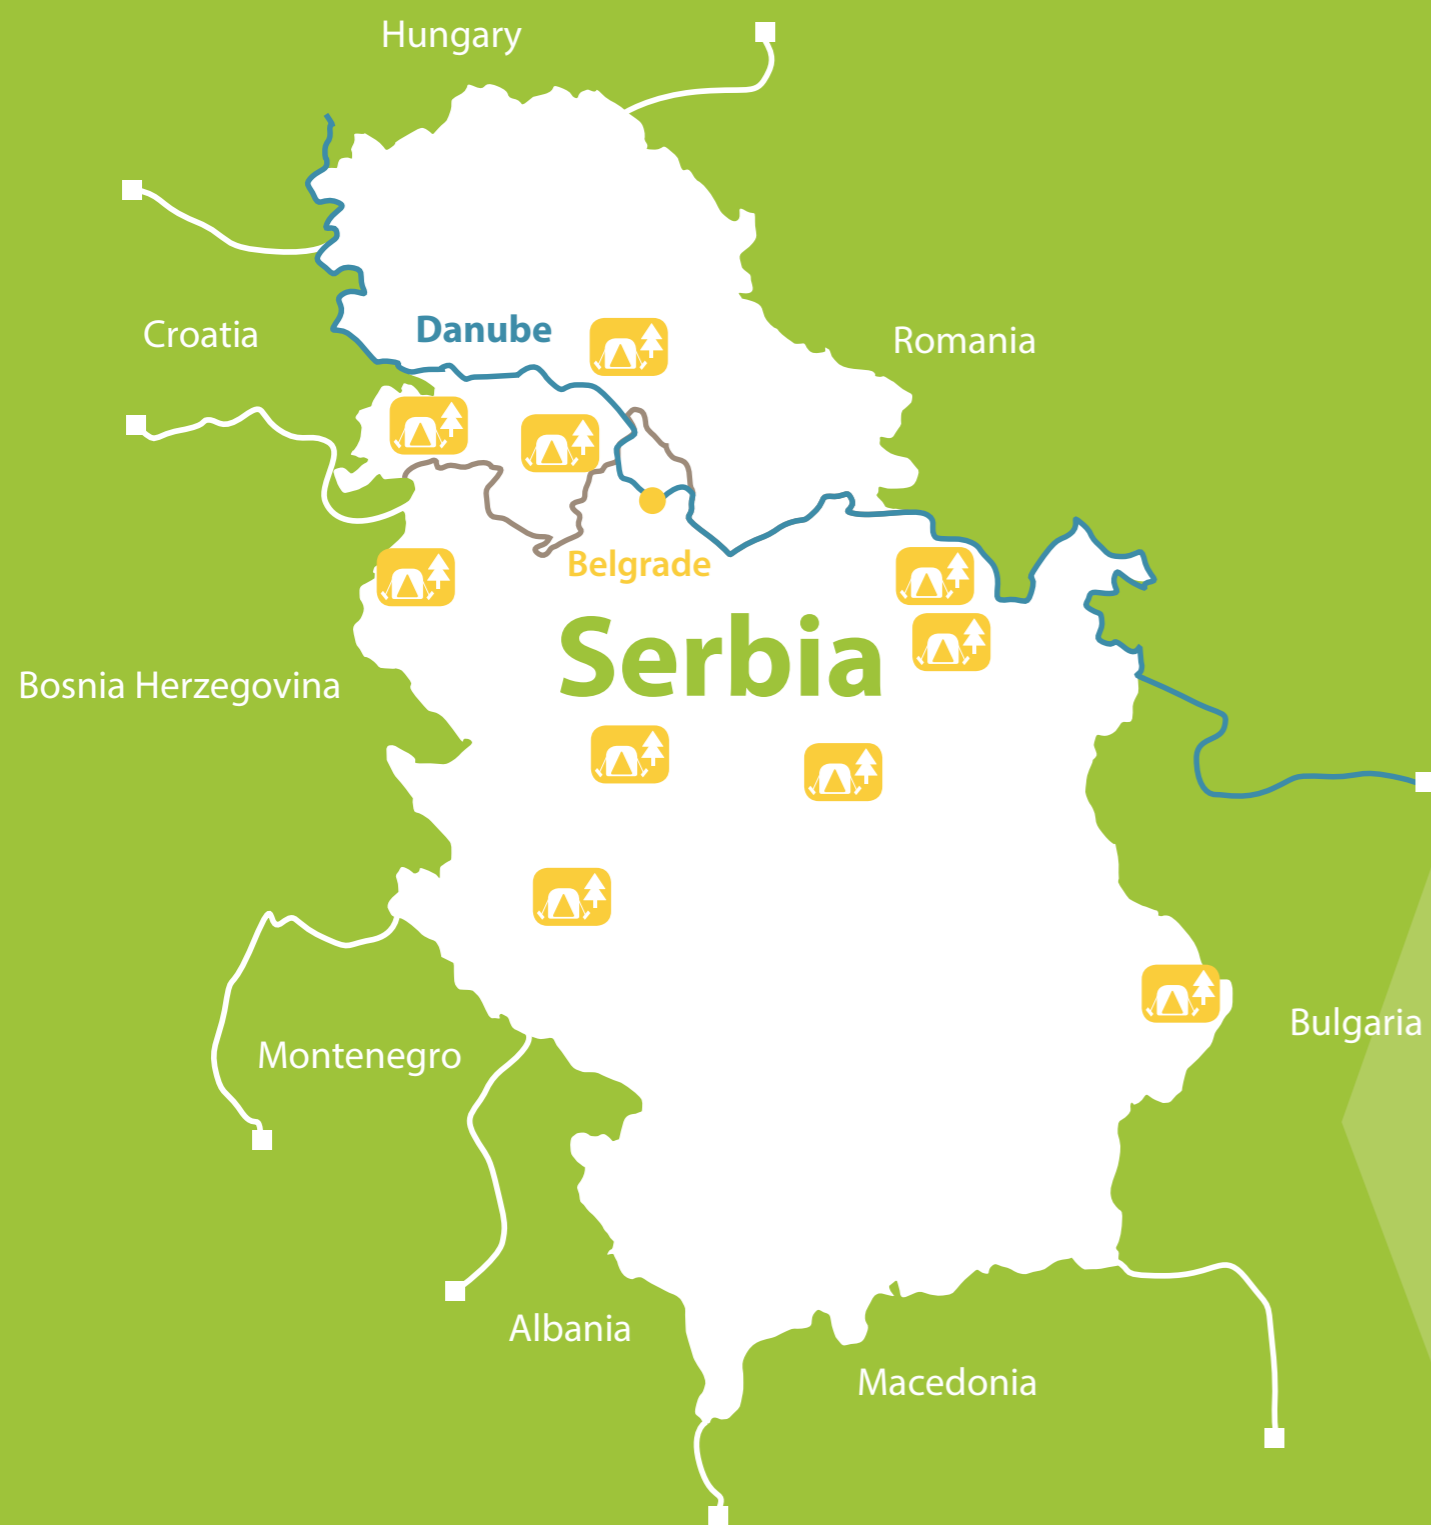 Hungary
Croatia
Danube
Romania
Belgrade
Serbia
Bosnia Herzegovina
Bulgaria
Montenegro
Albania
Macedonia